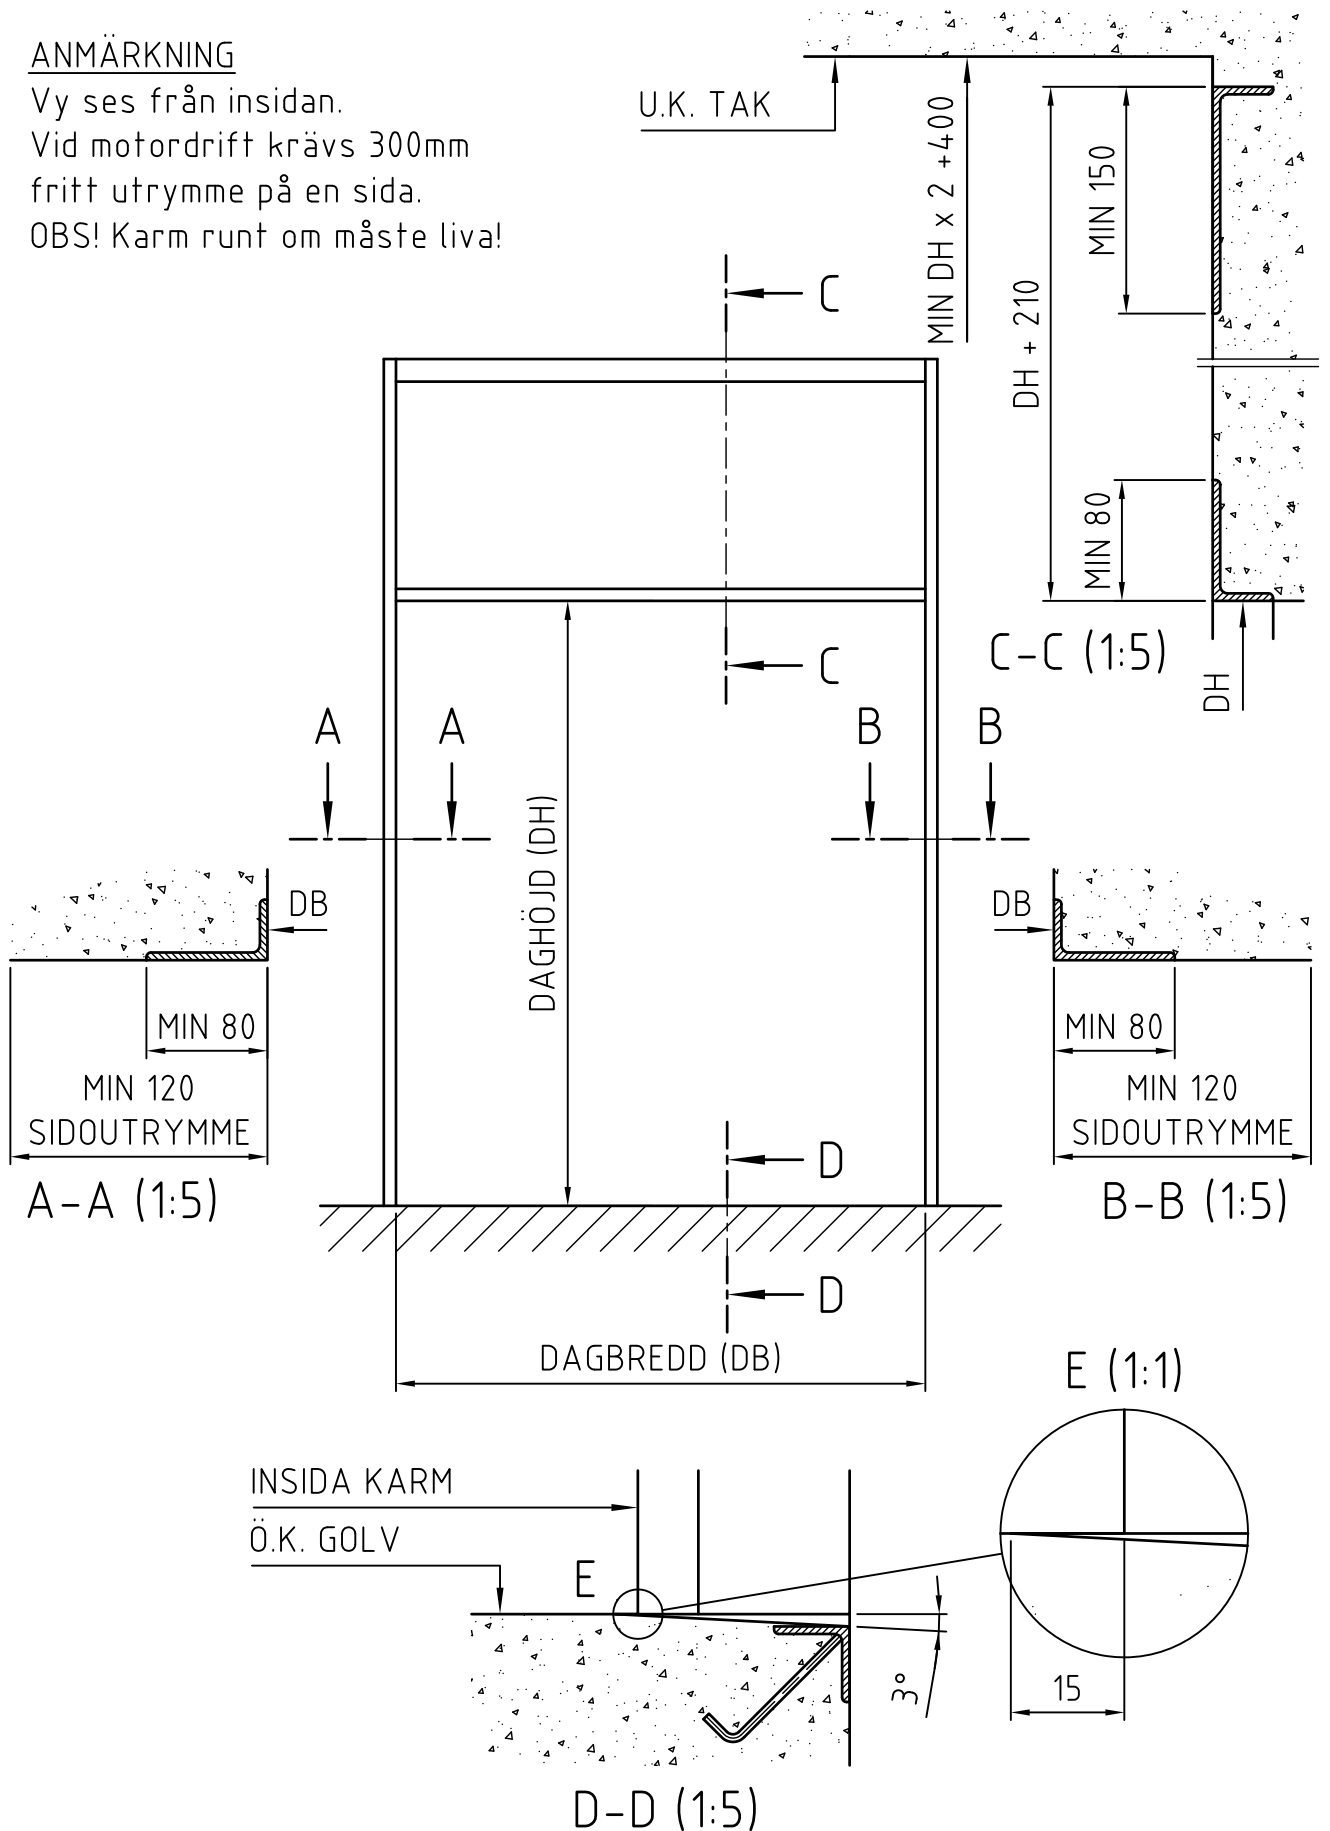 ANMÄRKNING
Vy ses från insidan.
Vid motordrift krävs 300mm
fritt utrymme på en sida.
OBS! Karm runt om måste liva!
U.K. TAK
MIN DH x 2 +400
DH + 210
MIN 150
MIN 80
C-C (1:5)
DH
C
C
A
A
B
B
DAGHÖJD (DH)
DB
MIN 80
MIN 120
SIDOUTRYMME
A-A (1:5)
DB
MIN 80
MIN 120
SIDOUTRYMME
B-B (1:5)
D
D
DAGBREDD (DB)
E (1:1)
15
INSIDA KARM
Ö.K. GOLV
E
3°
D-D (1:5)